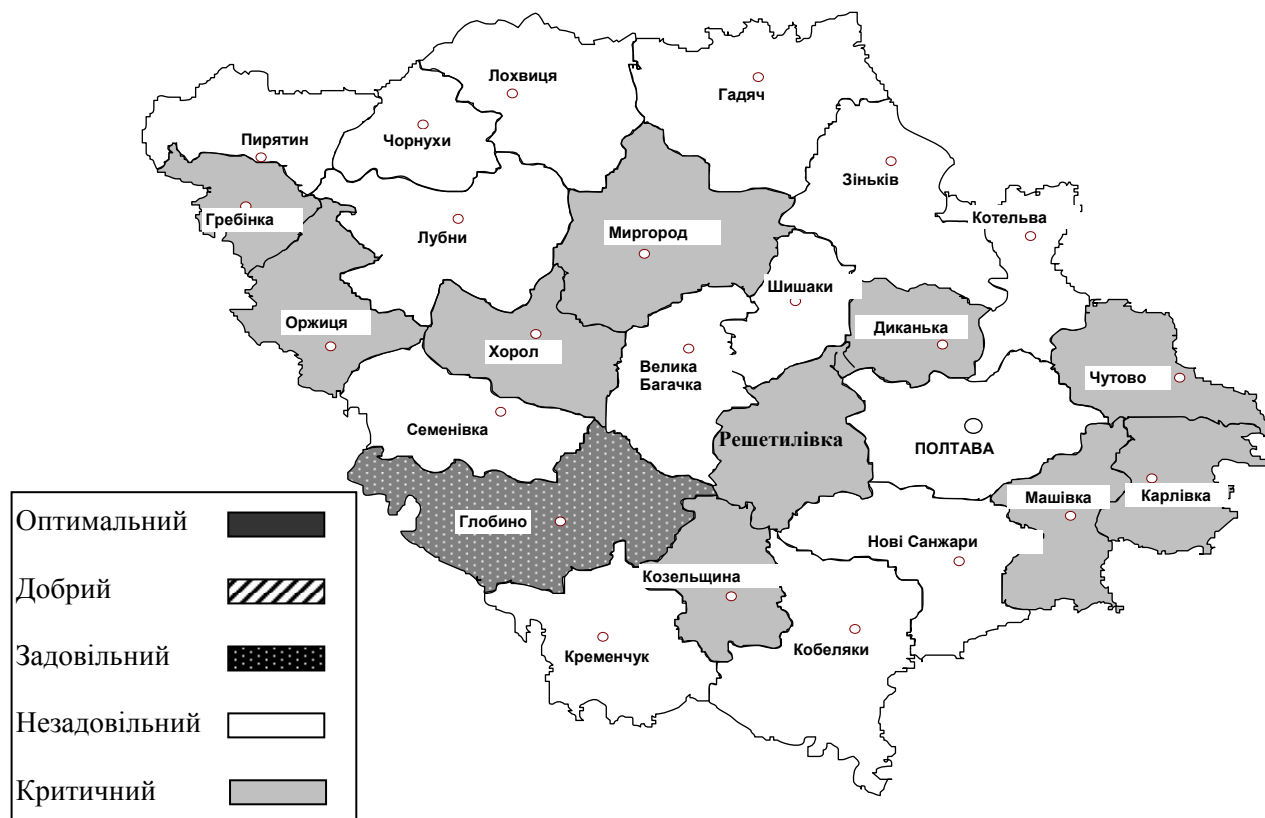 Лохвиця
Гадяч
Пирятин
Чорнухи
Зіньків
Гребінка
Котельва
Лубни
Миргород
Шишаки
Оржиця
Диканька
Хорол
Велика
Багачка
Чутово
Семенівка
Решетилівка
ПОЛТАВА
Глобино
Машівка
Карлівка
Нові Санжари
Козельщина
Кременчук
Кобеляки
Оптимальний
Добрий
Задовільний
Незадовільний
Критичний